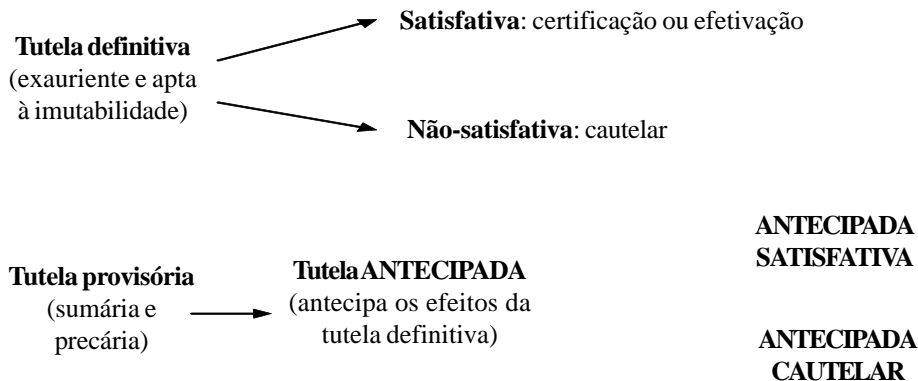 Satisfativa: certificação ou efetivação
Tutela definitiva
(exauriente e apta
à imutabilidade)
Não-satisfativa: cautelar
ANTECIPADA
SATISFATIVA
Tutela provisória
(sumária e
precária)
Tutela ANTECIPADA
(antecipa os efeitos da
tutela definitiva)
ANTECIPADA
CAUTELAR